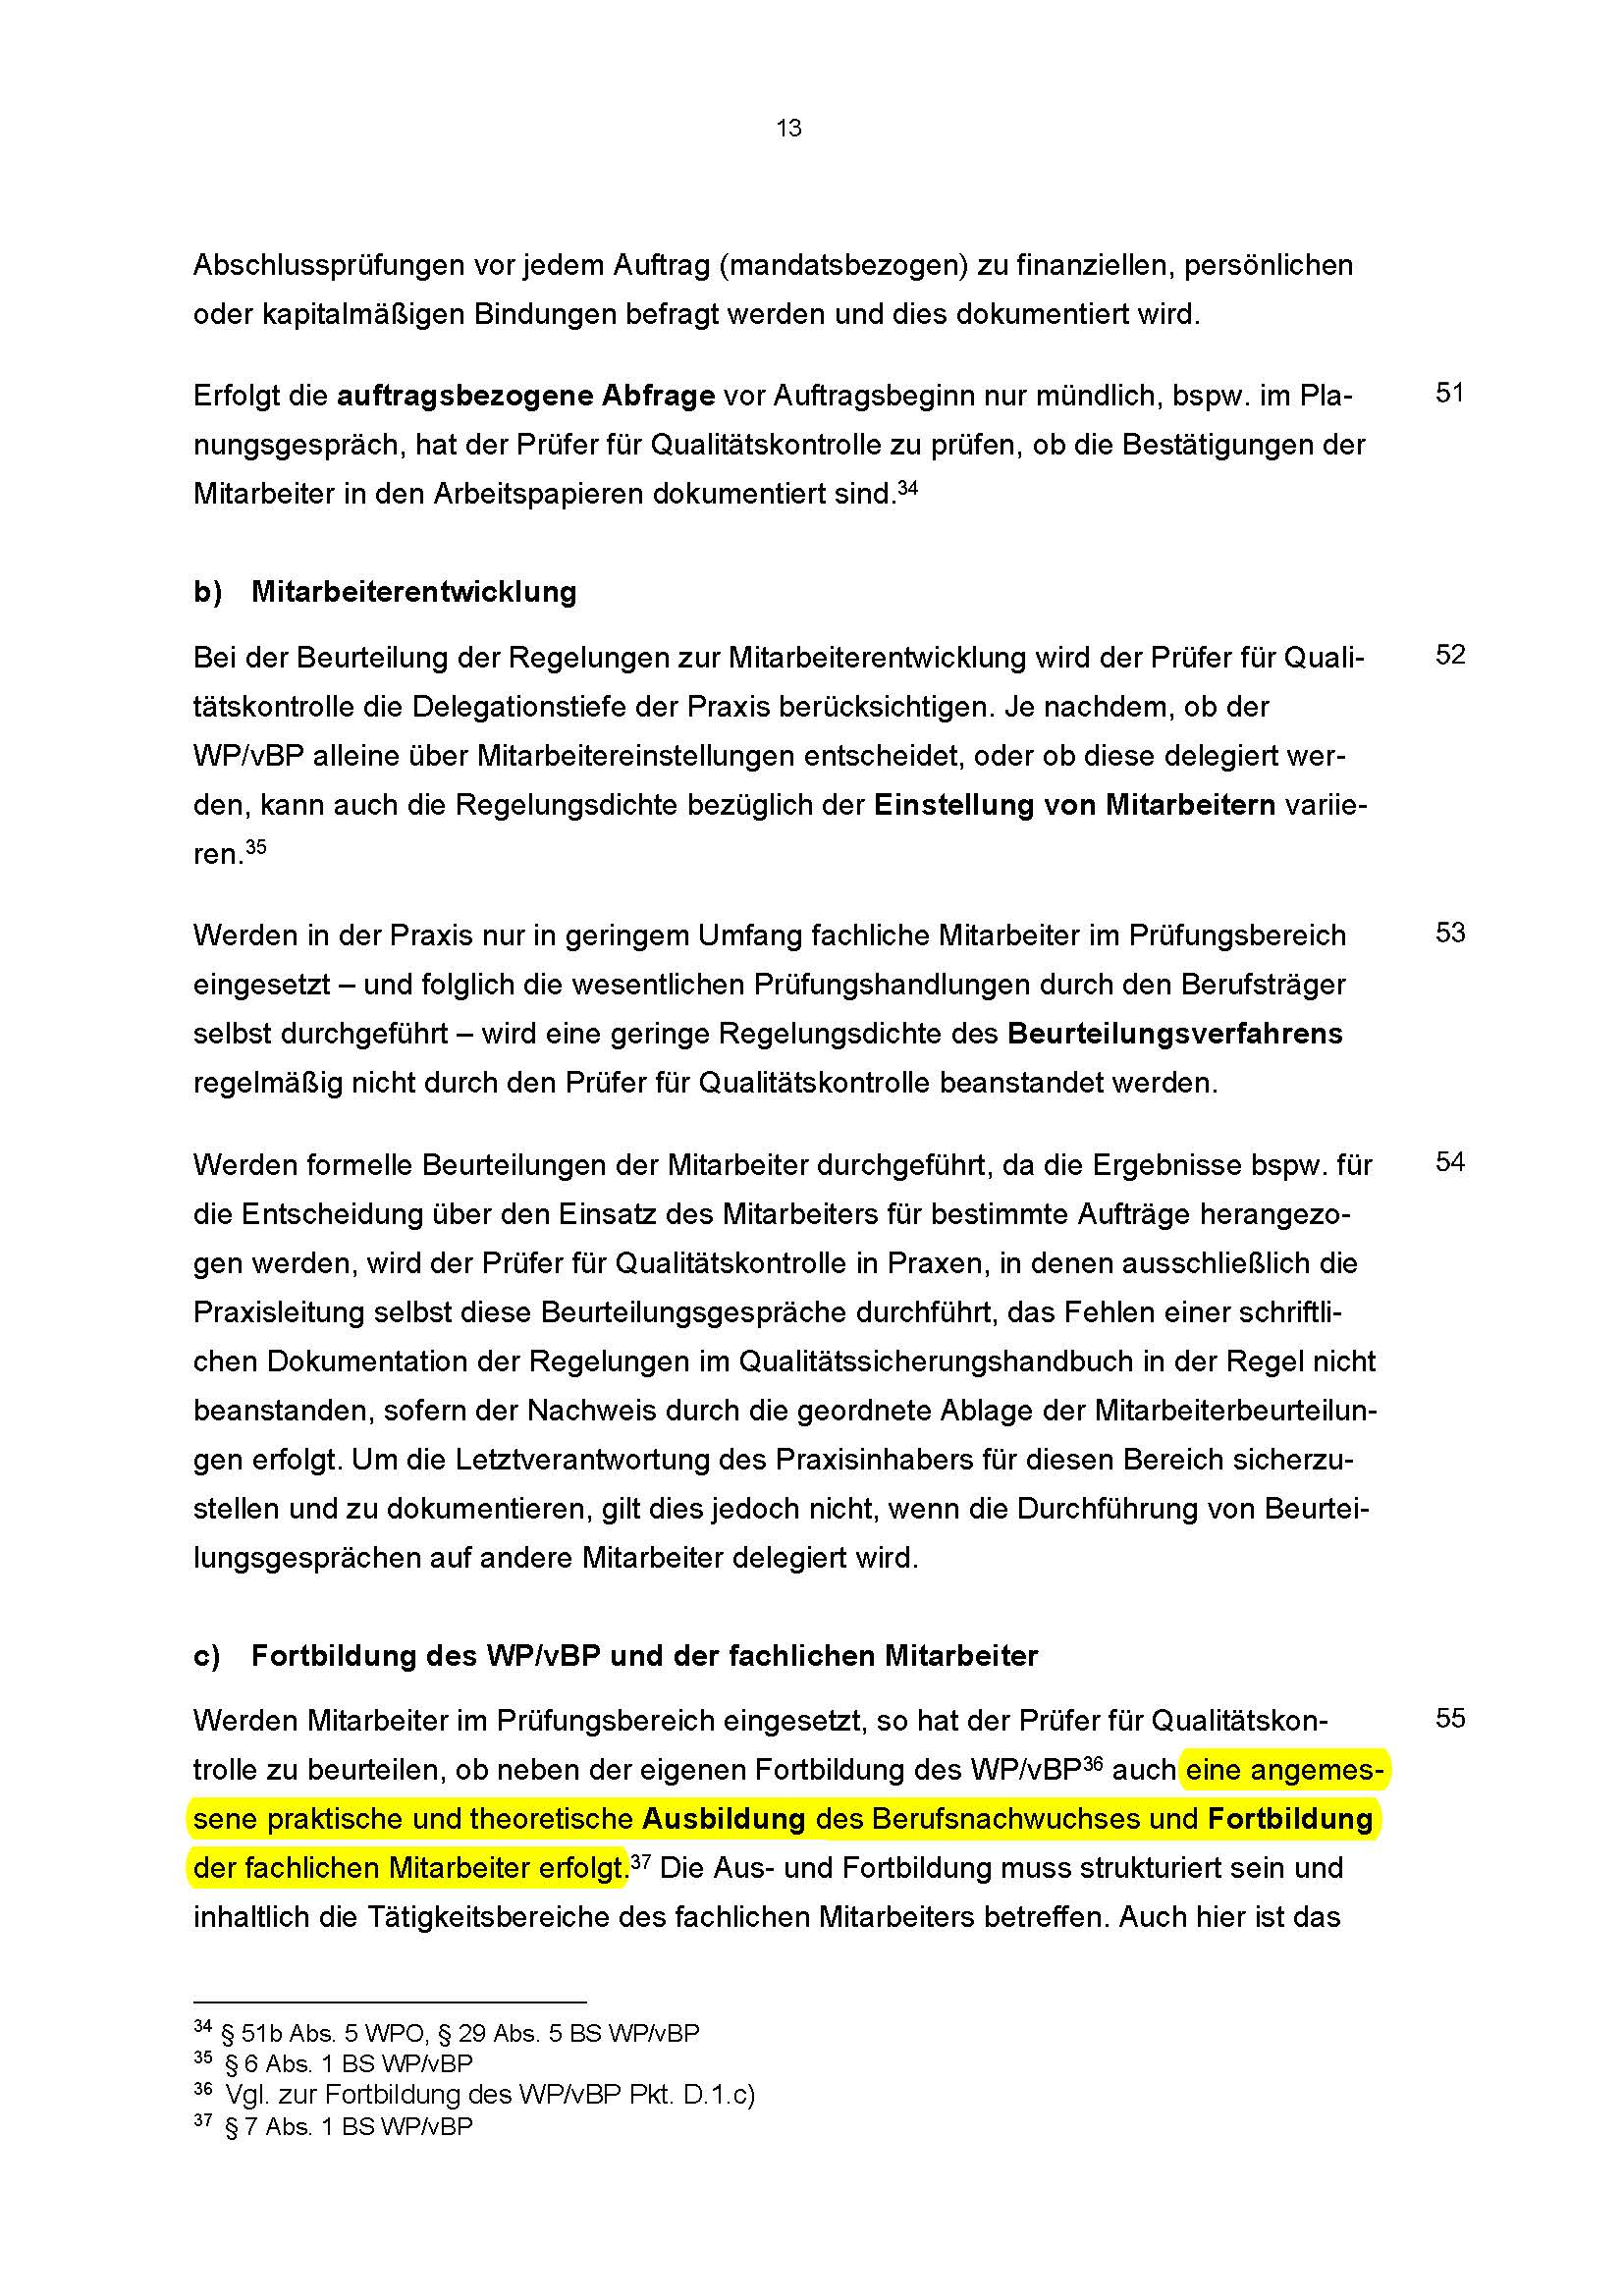 13
Abschlussprüfungen vor jedem Auftrag (mandatsbezogen) zu finanziellen, persönlichen
oder kapitalmäßigen Bindungen befragt werden und dies dokumentiert wird.
Erfolgt die auftragsbezogene Abfrage vor Auftragsbeginn nur mündlich, bspw. im Pla- 51
nungsgespräch, hat der Prüfer für Qualitätskontrolle zu prüfen, ob die Bestätigungen der
Mitarbeiter in den Arbeitspapieren dokumentiert sind.³⁴
b) Mitarbeiterentwicklung
Bei der Beurteilung der Regelungen zur Mitarbeiterentwicklung wird der Prüfer für Quali- 52
tätskontrolle die Delegationstiefe der Praxis berücksichtigen. Je nachdem, ob der
WP/vBP alleine über Mitarbeitereinstellungen entscheidet, oder ob diese delegiert wer-
den, kann auch die Regelungsdichte bezüglich der Einstellung von Mitarbeitern variie-
ren.³⁵
Werden in der Praxis nur in geringem Umfang fachliche Mitarbeiter im Prüfungsbereich 53
eingesetzt – und folglich die wesentlichen Prüfungshandlungen durch den Berufsträger
selbst durchgeführt – wird eine geringe Regelungsdichte des Beurteilungsverfahrens
regelmäßig nicht durch den Prüfer für Qualitätskontrolle beanstandet werden.
Werden formelle Beurteilungen der Mitarbeiter durchgeführt, da die Ergebnisse bspw. für 54
die Entscheidung über den Einsatz des Mitarbeiters für bestimmte Aufträge herangezo-
gen werden, wird der Prüfer für Qualitätskontrolle in Praxen, in denen ausschließlich die
Praxisleitung selbst diese Beurteilungsgespräche durchführt, das Fehlen einer schriftli-
chen Dokumentation der Regelungen im Qualitätssicherungshandbuch in der Regel nicht
beanstanden, sofern der Nachweis durch die geordnete Ablage der Mitarbeiterbeurteilun-
gen erfolgt. Um die Letztverantwortung des Praxisinhabers für diesen Bereich sicherzu-
stellen und zu dokumentieren, gilt dies jedoch nicht, wenn die Durchführung von Beurtei-
lungsgesprächen auf andere Mitarbeiter delegiert wird.
c) Fortbildung des WP/vBP und der fachlichen Mitarbeiter
Werden Mitarbeiter im Prüfungsbereich eingesetzt, so hat der Prüfer für Qualitätskon- 55
trolle zu beurteilen, ob neben der eigenen Fortbildung des WP/vBP³⁶ auch eine angemes-
sene praktische und theoretische Ausbildung des Berufsnachwuchses und Fortbildung
der fachlichen Mitarbeiter erfolgt.³⁷ Die Aus- und Fortbildung muss strukturiert sein und
inhaltlich die Tätigkeitsbereiche des fachlichen Mitarbeiters betreffen. Auch hier ist das
³⁴ § 51b Abs. 5 WPO, § 29 Abs. 5 BS WP/vBP
³⁵ § 6 Abs. 1 BS WP/vBP
³⁶ Vgl. zur Fortbildung des WP/vBP Pkt. D.1.c)
³⁷ § 7 Abs. 1 BS WP/vBP